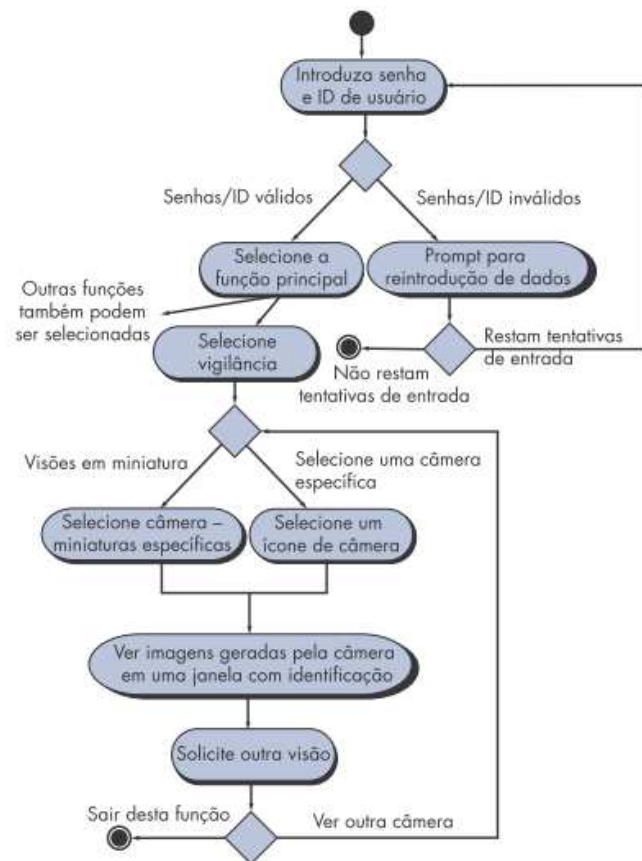 Introduza senha
e ID de usuário
Senhas/ID válidos
Senhas/ID inválidos
Selecione a
função principal
Prompt para
reintrodução de dados
Outras funções
também podem
ser selecionadas
Selecione
vigilância
Restam tentativas
de entrada
Não restam
tentativas de entrada
Visões em miniatura
Selecione uma câmera
específica
Selecione câmera –
miniaturas específicas
Selecione um
ícone de câmera
Ver imagens geradas pela câmera
em uma janela com identificação
Solicite outra visão
Sair desta função
Ver outra câmera